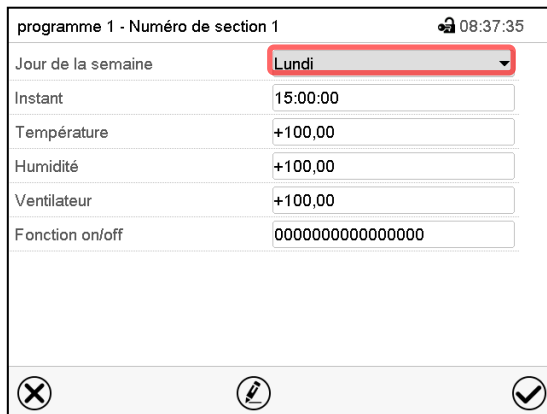 programme 1 - Numéro de section 1 08:37:35
Jour de la semaine Lundi
Instant 15:00:00
Température +100,00
Humidité +100,00
Ventilateur +100,00
Fonction on/off 0000000000000000